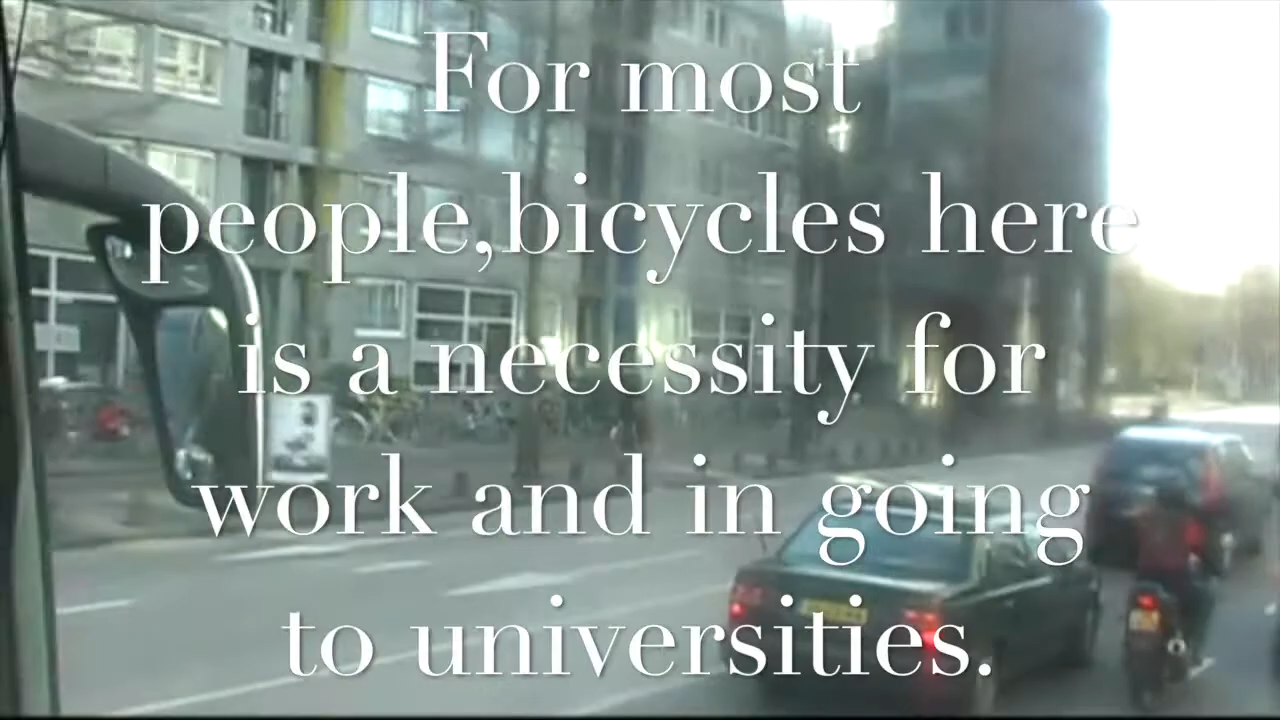 For most
people,bicycles here
is a necessity for
work and in going
to universities.